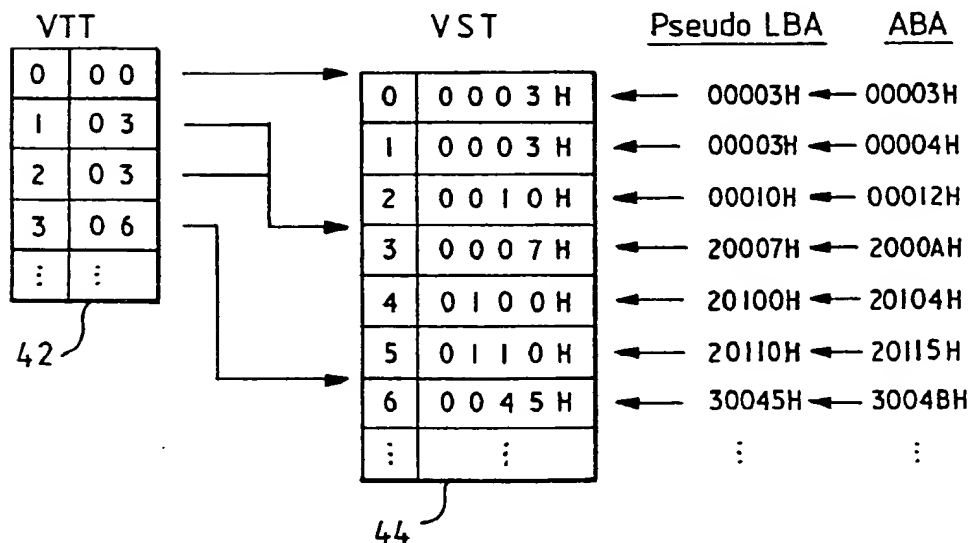 VTT
0 00
1 03
2 03
3 06
⋮ ⋮
42
VST
0 0003H
1 0003H
2 0010H
3 0007H
4 0100H
5 0110H
6 0045H
⋮ ⋮
44
Pseudo LBA ABA
00003H 00003H
00003H 00004H
00010H 00012H
20007H 2000AH
20100H 20104H
20110H 20115H
30045H 3004BH
⋮ ⋮